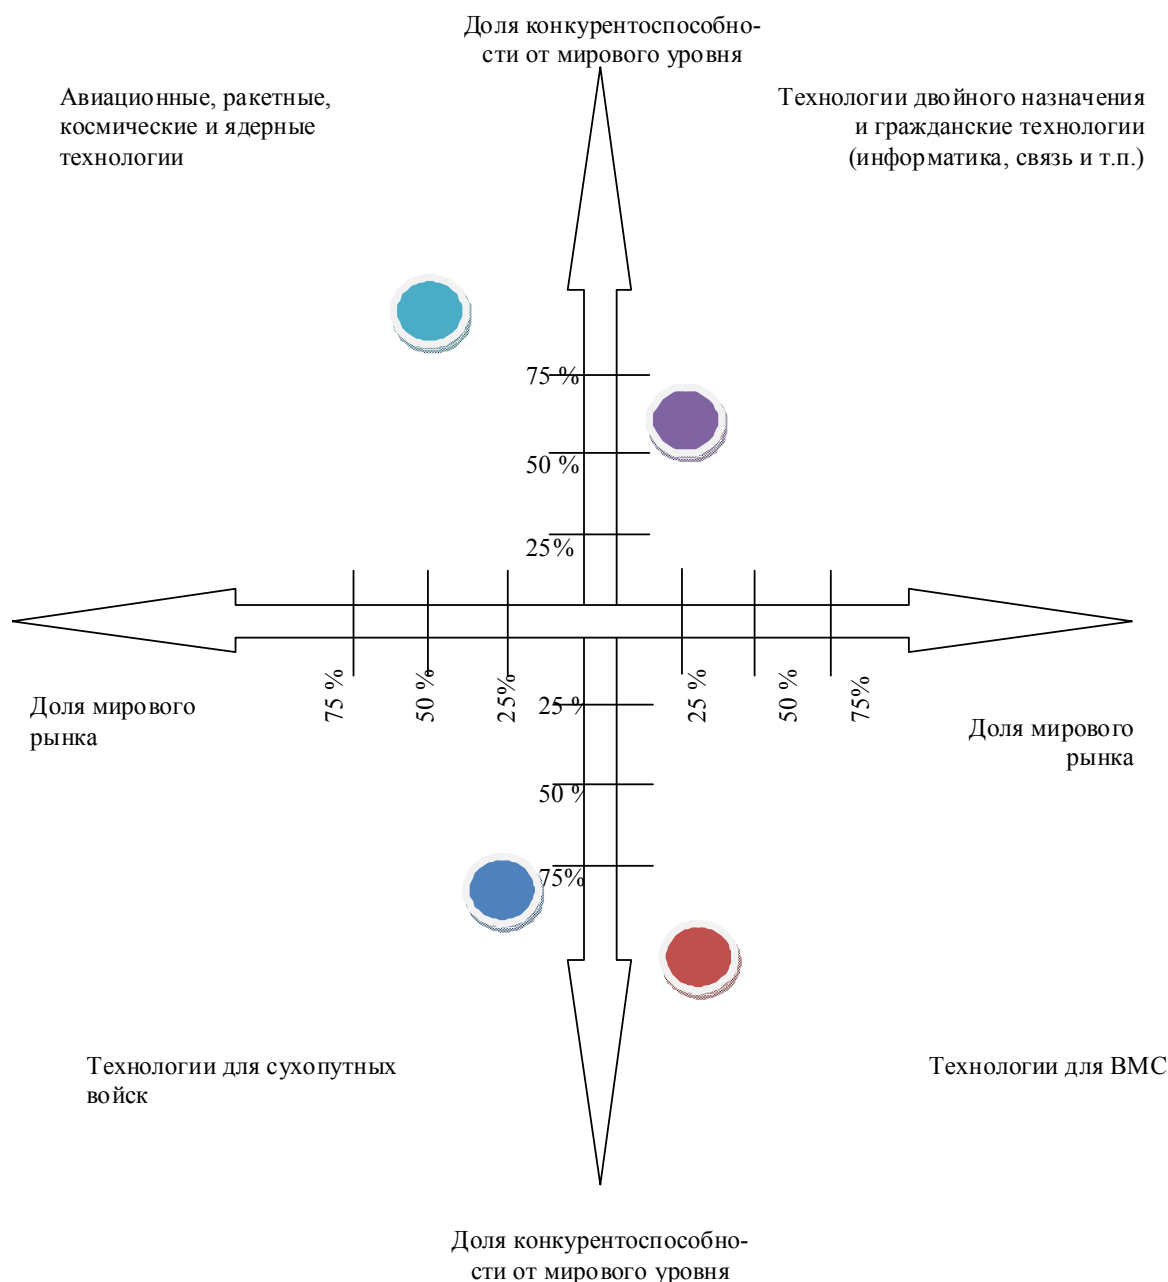 Доля конкурентоспособно-
сти от мирового уровня
Авиационные, ракетные,
космические и ядерные
технологии
Технологии двойного назначения
и гражданские технологии
(информатика, связь и т.п.)
75 %
50 %
25%
75 %
50 %
25%
25 %
50 %
75%
Доля мирового
рынка
Доля мирового
рынка
25 %
50 %
75%
Технологии для сухопутных
войск
Технологии для ВМС
Доля конкурентоспособно-
сти от мирового уровня